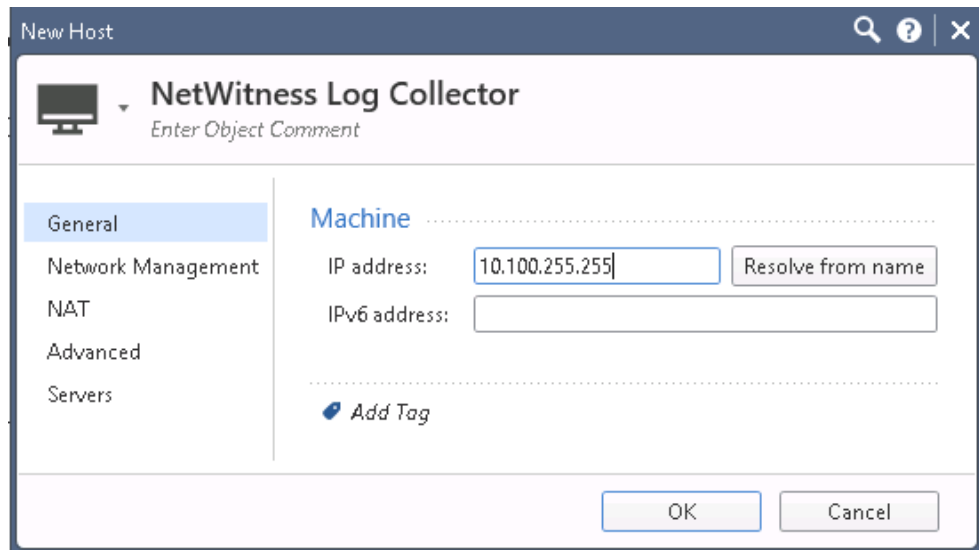 New Host
NetWitness Log Collector
Enter Object Comment
General
Network Management
NAT
Advanced
Servers
Machine
IP address: 10.100.255.255 Resolve from name
IPv6 address:
Add Tag
OK Cancel